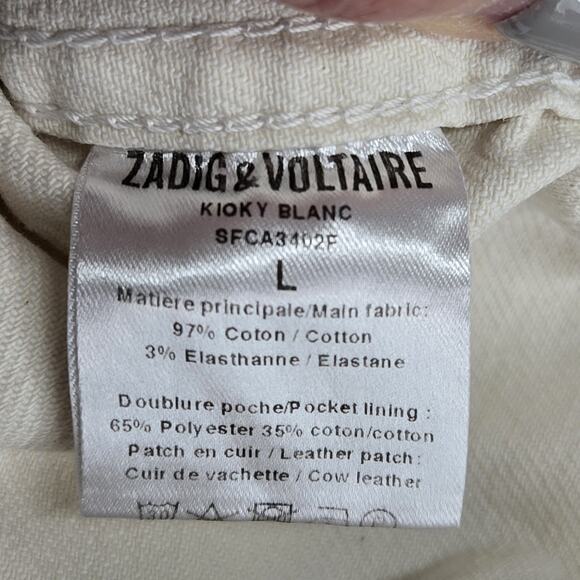 ZADIG & VOLTAIRE
KIOKY BLANC
SFCA3402F
L
Matière principale/Main fabric:
97% Coton / Cotton
3% Elasthanne / Elastane
Doublure poche/Pocket lining :
65% Polyester 35% coton/cotton
Patch en cuir / Leather patch:
Cuir de vachette / Cow leather